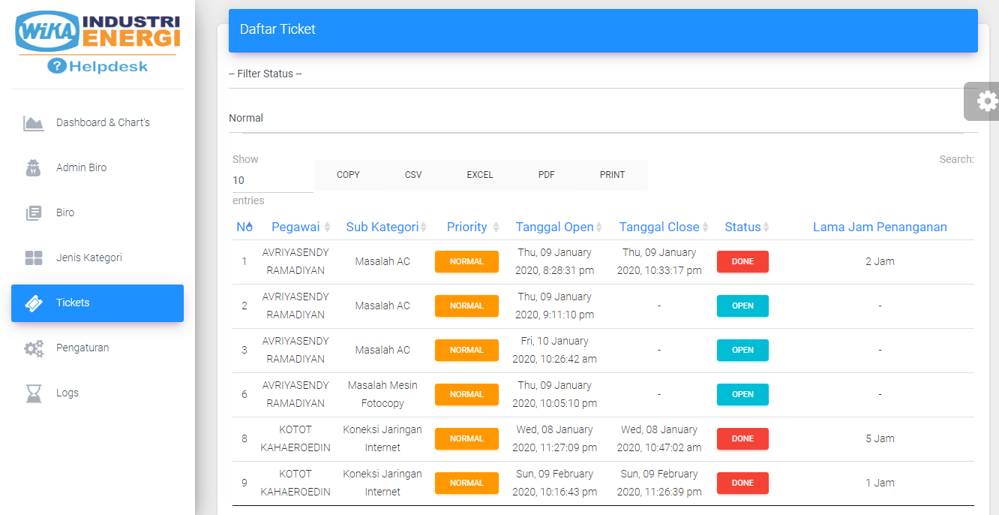 WiKA INDUSTRI
ENERGI
? Helpdesk
Dashboard & Chart's
Admin Biro
Biro
Jenis Kategori
Tickets
Pengaturan
Logs
Daftar Ticket
-- Filter Status --
Normal
Show
10
entries
COPY CSV EXCEL PDF PRINT
Search:
NO Pegawai Sub Kategori Priority Tanggal Open Tanggal Close Status Lama Jam Penanganan
1 AVRIYASENDY RAMADIYAN Masalah AC NORMAL Thu, 09 January 2020, 8:28:31 pm Thu, 09 January 2020, 10:33:17 pm DONE 2 Jam
2 AVRIYASENDY RAMADIYAN Masalah AC NORMAL Thu, 09 January 2020, 9:11:10 pm - OPEN -
3 AVRIYASENDY RAMADIYAN Masalah AC NORMAL Fri, 10 January 2020, 10:26:42 am - OPEN -
6 AVRIYASENDY RAMADIYAN Masalah Mesin Fotocopy NORMAL Thu, 09 January 2020, 10:05:10 pm - OPEN -
8 KOTOT KAHAEROEDIN Koneksi Jaringan Internet NORMAL Wed, 08 January 2020, 11:27:09 pm Wed, 08 January 2020, 10:47:02 am DONE 5 Jam
9 KOTOT KAHAEROEDIN Koneksi Jaringan Internet NORMAL Sun, 09 February 2020, 10:16:43 pm Sun, 09 February 2020, 11:26:39 pm DONE 1 Jam